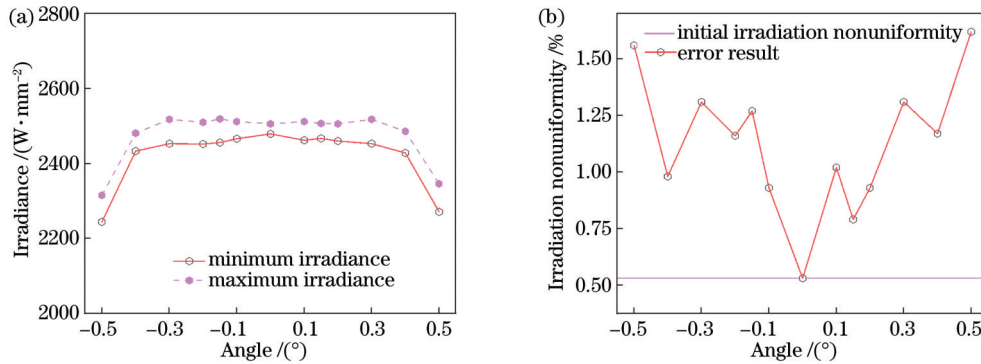 (a)
2800
2600
2400
2200
2000
Irradiance /(W·mm⁻²)
minimum irradiance
maximum irradiance
−0.5 −0.3 −0.1 0.1 0.3 0.5
Angle /(°)
(b)
1.50
1.25
1.00
0.75
0.50
Irradiation nonuniformity /%
initial irradiation nonuniformity
error result
−0.5 −0.3 −0.1 0.1 0.3 0.5
Angle /(°)